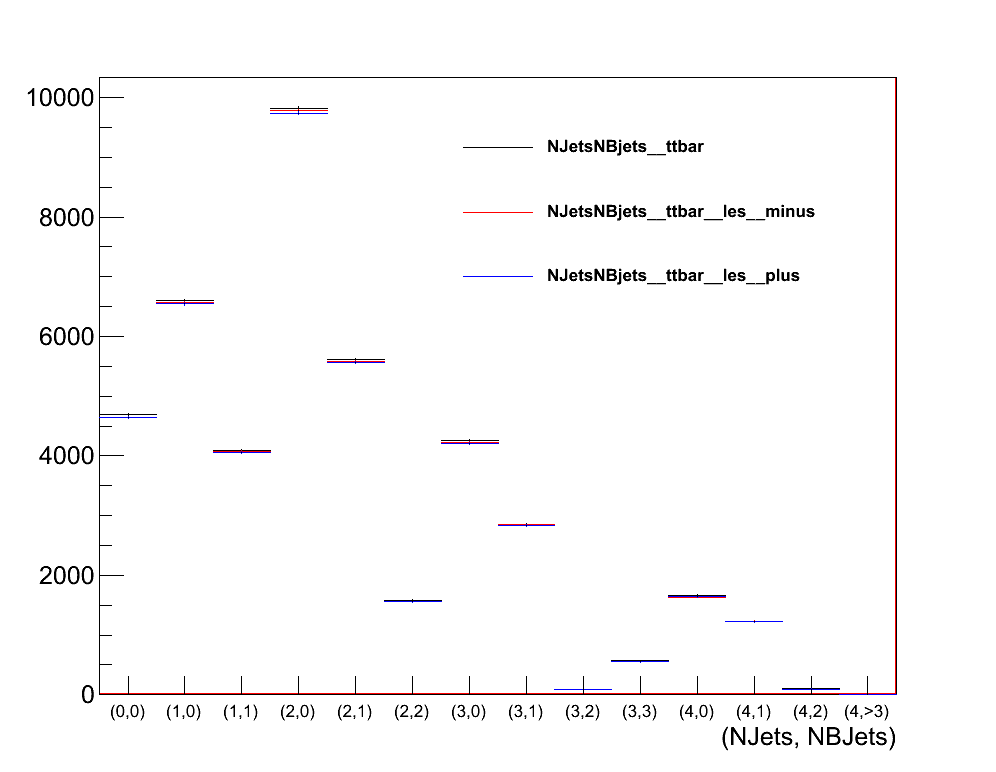 10000
8000
6000
4000
2000
0
NJetsNBjets__ttbar
NJetsNBjets__ttbar__les__minus
NJetsNBjets__ttbar__les__plus
(0,0) (1,0) (1,1) (2,0) (2,1) (2,2) (3,0) (3,1) (3,2) (3,3) (4,0) (4,1) (4,2) (4,>3)
(NJets, NBJets)